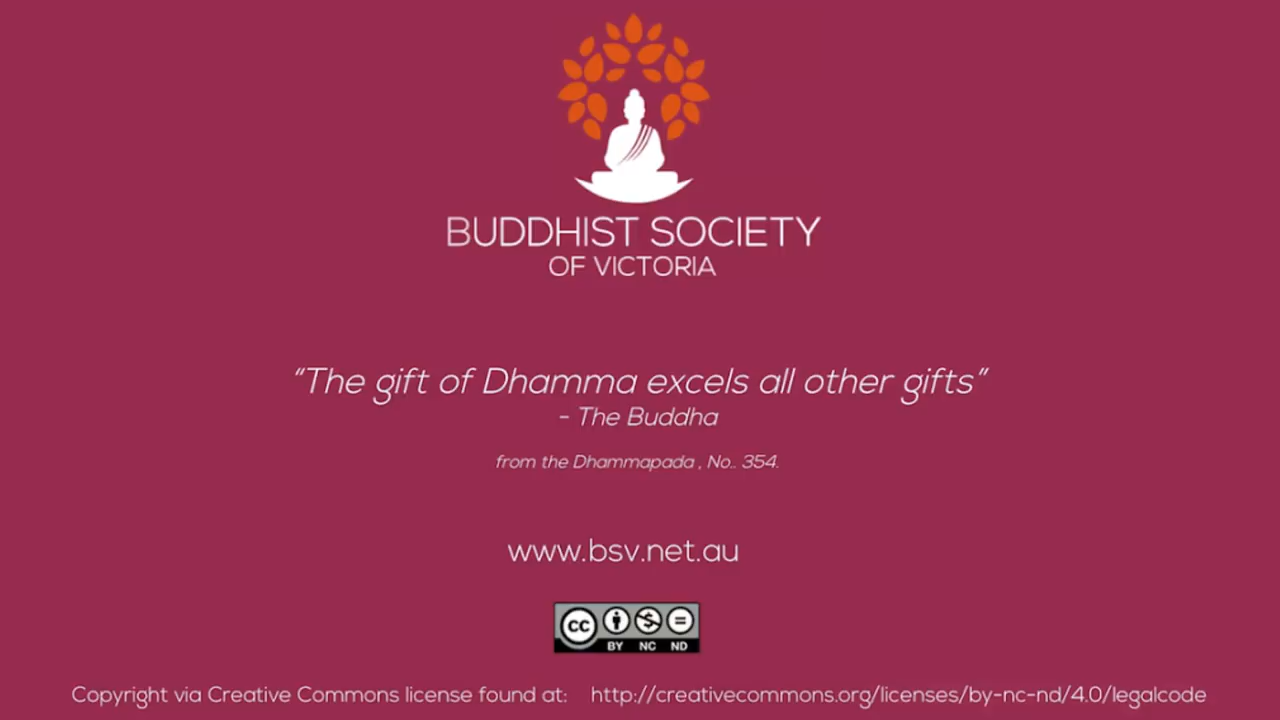 BUDDHIST SOCIETY
OF VICTORIA
“The gift of Dhamma excels all other gifts”
- The Buddha
from the Dhammapada , No.. 354.
www.bsv.net.au
cc BY NC ND
Copyright via Creative Commons license found at: http://creativecommons.org/licenses/by-nc-nd/4.0/legalcode